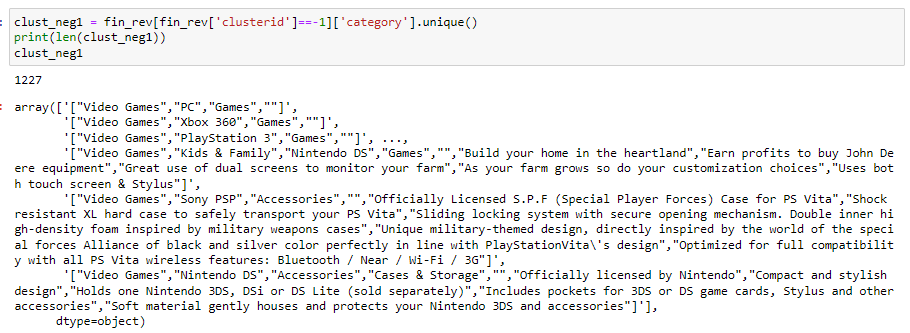 : clust_neg1 = fin_rev[fin_rev['clusterid']==-1]['category'].unique()
print(len(clust_neg1))
clust_neg1
1227
: array(['["Video Games","PC","Games",""]',
'["Video Games","Xbox 360","Games",""]',
'["Video Games","PlayStation 3","Games",""]', ...,
'["Video Games","Kids & Family","Nintendo DS","Games","","Build your home in the heartland","Earn profits to buy John De
ere equipment","Great use of dual screens to monitor your farm","As your farm grows so do your customization choices","Uses bot
h touch screen & Stylus"]',
'["Video Games","Sony PSP","Accessories","","Officially Licensed S.P.F (Special Player Forces) Case for PS Vita","Shock
resistant XL hard case to safely transport your PS Vita","Sliding locking system with secure opening mechanism. Double inner hi
gh-density foam inspired by military weapons cases","Unique military-themed design, directly inspired by the world of the speci
al forces Alliance of black and silver color perfectly in line with PlayStationVita\'s design","Optimized for full compatibilit
y with all PS Vita wireless features: Bluetooth / Near / Wi-Fi / 3G"]',
'["Video Games","Nintendo DS","Accessories","Cases & Storage","","Officially licensed by Nintendo","Compact and stylish
design","Holds one Nintendo 3DS, DSi or DS Lite (sold separately)","Includes pockets for 3DS or DS game cards, Stylus and other
accessories","Soft material gently houses and protects your Nintendo 3DS and accessories"]'],
dtype=object)